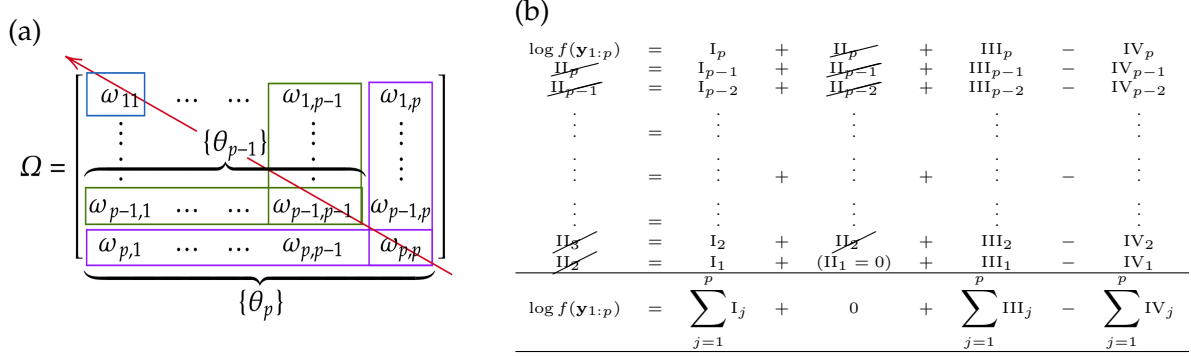 (a)
Ω =
ω11 ⋯ ⋯ ω1,p−1 ω1,p
⋮ ⋮ ⋮
{θp−1}
ωp−1,1 ⋯ ⋯ ωp−1,p−1 ωp−1,p
ωp,1 ⋯ ⋯ ωp,p−1 ωp,p
{θp}
(b)
log f(y1:p) = Ip + IIp + IIIp − IVp
IIp = Ip−1 + IIp−1 + IIIp−1 − IVp−1
IIp−1 = Ip−2 + IIp−2 + IIIp−2 − IVp−2
⋮ = ⋮ ⋮ ⋮ ⋮
⋮ = ⋮ + ⋮ + ⋮ − ⋮
⋮ = ⋮ ⋮ ⋮ ⋮
II3 = I2 + II2 + III2 − IV2
II2 = I1 + (II1 = 0) + III1 − IV1
log f(y1:p) = ∑_{j=1}^{p} Ij + 0 + ∑_{j=1}^{p} IIIj − ∑_{j=1}^{p} IVj